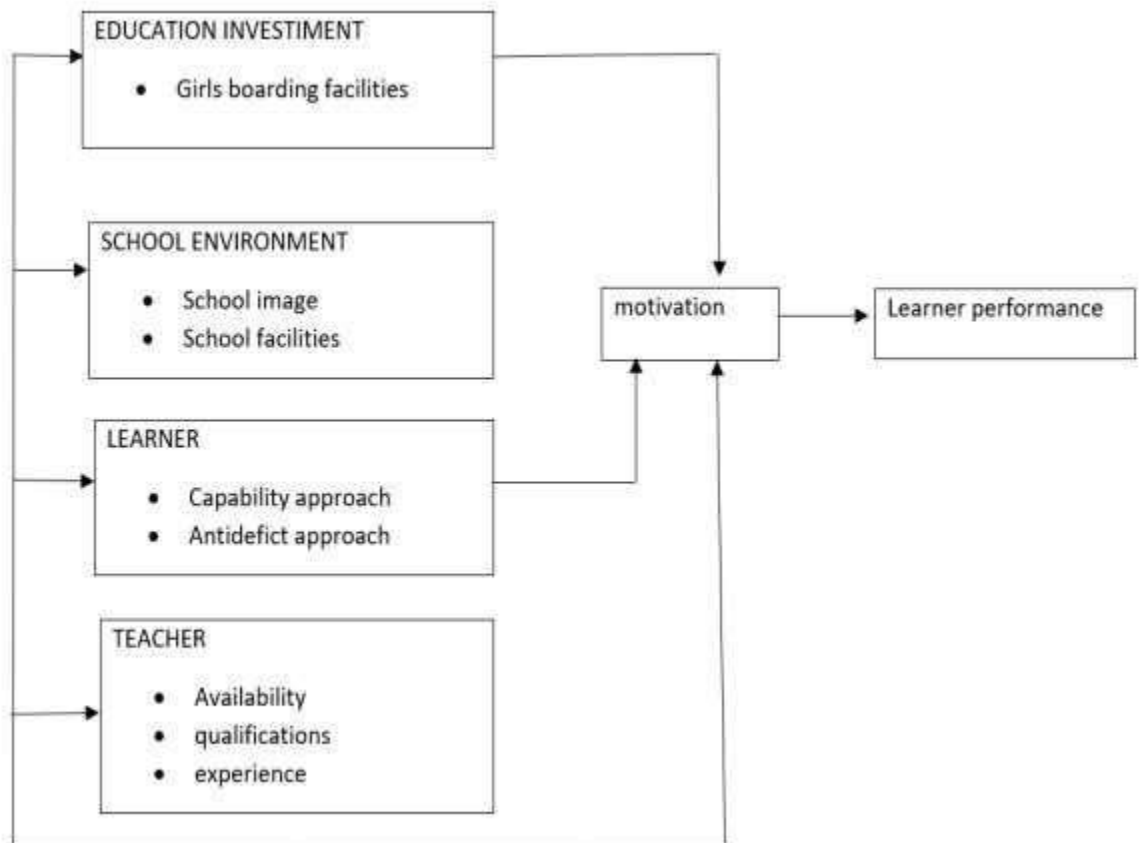 EDUCATION INVESTIMENT
• Girls boarding facilities
SCHOOL ENVIRONMENT
• School image
• School facilities
motivation
Learner performance
LEARNER
• Capability approach
• Antidefict approach
TEACHER
• Availability
• qualifications
• experience